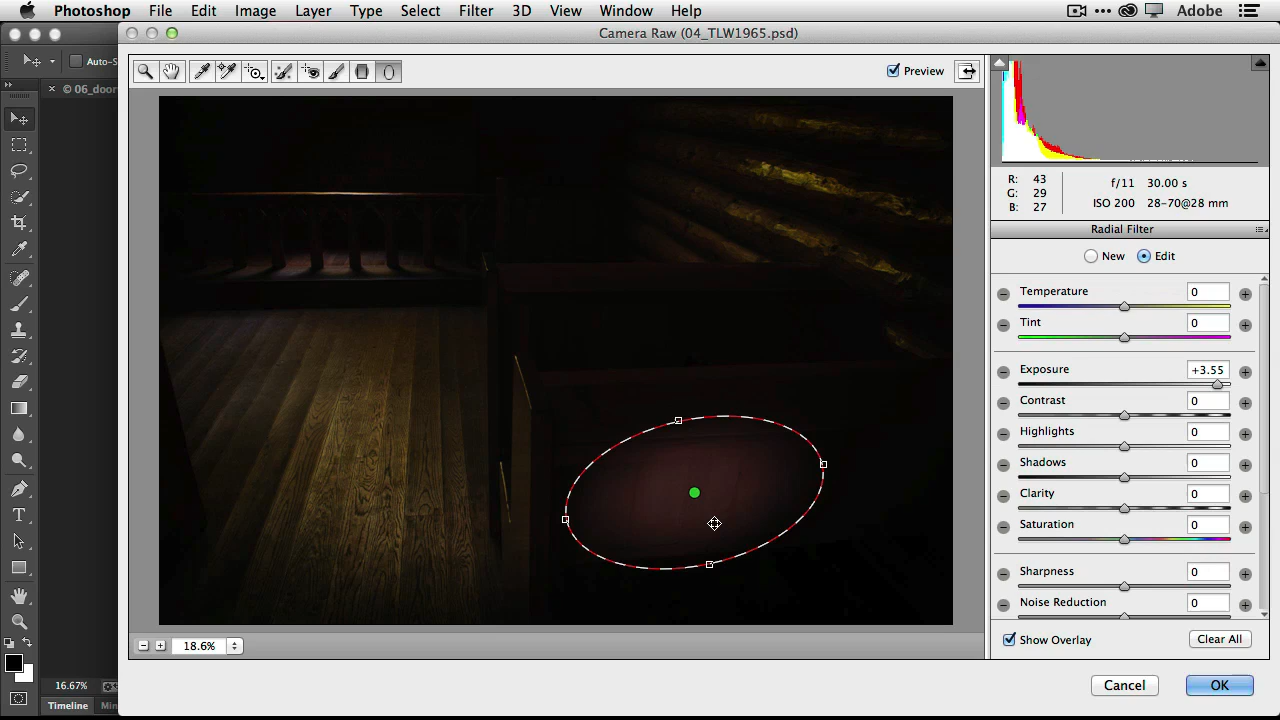 Photoshop File Edit Image Layer Type Select Filter 3D View Window Help Adobe
Camera Raw (04_TLW1965.psd)
Auto-S
Preview
© 06_door
R: 43
G: 29
B: 27
f/11 30.00 s
ISO 200 28-70@28 mm
Radial Filter
New Edit
Temperature 0
Tint 0
Exposure +3.55
Contrast 0
Highlights 0
Shadows 0
Clarity 0
Saturation 0
Sharpness 0
Noise Reduction 0
Show Overlay Clear All
18.6%
16.67%
Timeline Min
Cancel OK